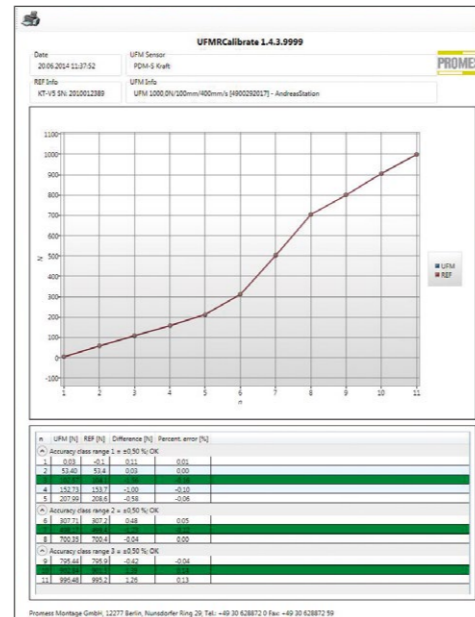 UFMRCalibrate 1.4.3.9999
Date
20.06.2014 11:37:52
UFM Sensor
PDM-S Kraft
PROMESS
REF Info
KT-V5 SN: 2010012389
UFM Info
UFM 1000,0N/100mm/400mm/s [4900292017] - AndreasStation
1100
1000
900
800
700
600
500
400
300
200
100
0
-100
N
1 2 3 4 5 6 7 8 9 10 11
n
UFM
REF
n UFM [N] REF [N] Difference [N] Percent. error [%]
Accuracy class range 1 = ±0,50 %; OK
1 0,03 -0,1 0,11 0,01
2 53,40 53,4 0,03 0,00
4 152,73 153,7 -1,00 -0,10
5 207,99 208,6 -0,58 -0,06
Accuracy class range 2 = ±0,50 %; OK
6 307,71 307,2 0,48 0,05
8 700,35 700,4 -0,04 0,00
Accuracy class range 3 = ±0,50 %; OK
9 795,44 795,9 -0,42 -0,04
11 996,46 995,2 1,26 0,13
Promess Montage GmbH, 12277 Berlin, Nunsdorfer Ring 29; Tel.: +49 30 628872 0 Fax: +49 30 628872 59